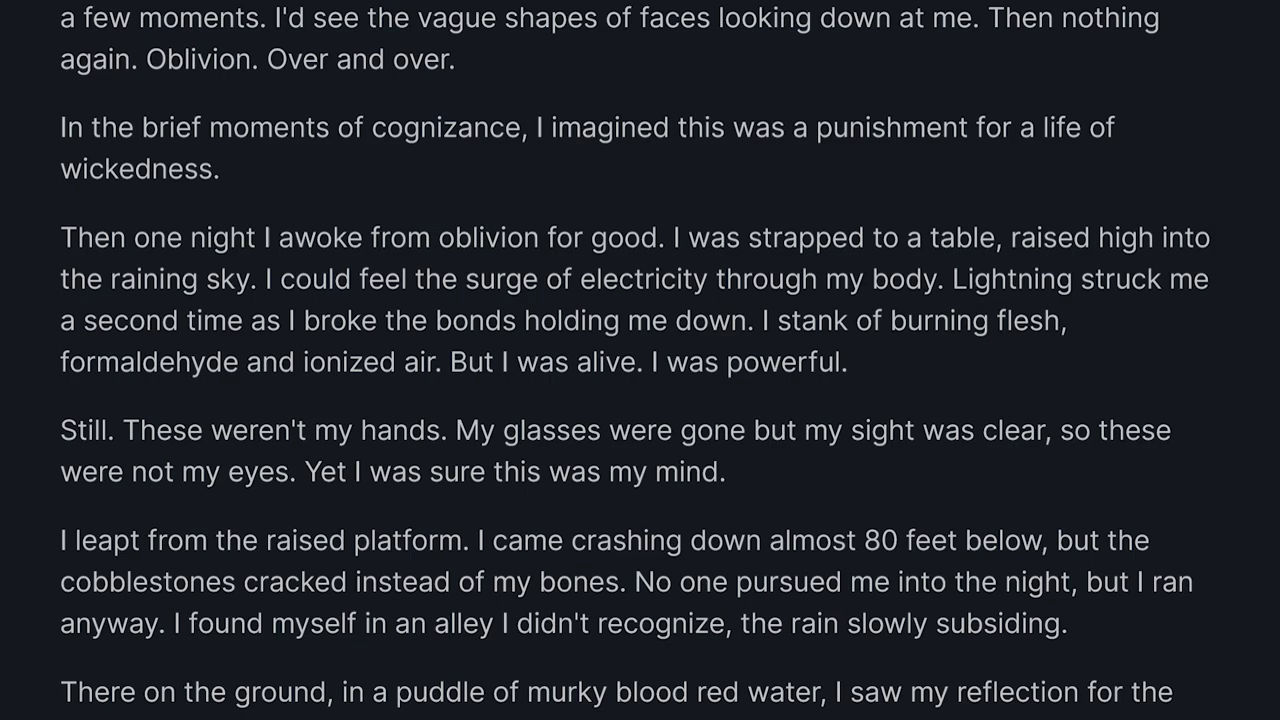 a few moments. I'd see the vague shapes of faces looking down at me. Then nothing
again. Oblivion. Over and over.
In the brief moments of cognizance, I imagined this was a punishment for a life of
wickedness.
Then one night I awoke from oblivion for good. I was strapped to a table, raised high into
the raining sky. I could feel the surge of electricity through my body. Lightning struck me
a second time as I broke the bonds holding me down. I stank of burning flesh,
formaldehyde and ionized air. But I was alive. I was powerful.
Still. These weren't my hands. My glasses were gone but my sight was clear, so these
were not my eyes. Yet I was sure this was my mind.
I leapt from the raised platform. I came crashing down almost 80 feet below, but the
cobblestones cracked instead of my bones. No one pursued me into the night, but I ran
anyway. I found myself in an alley I didn't recognize, the rain slowly subsiding.
There on the ground, in a puddle of murky blood red water, I saw my reflection for the